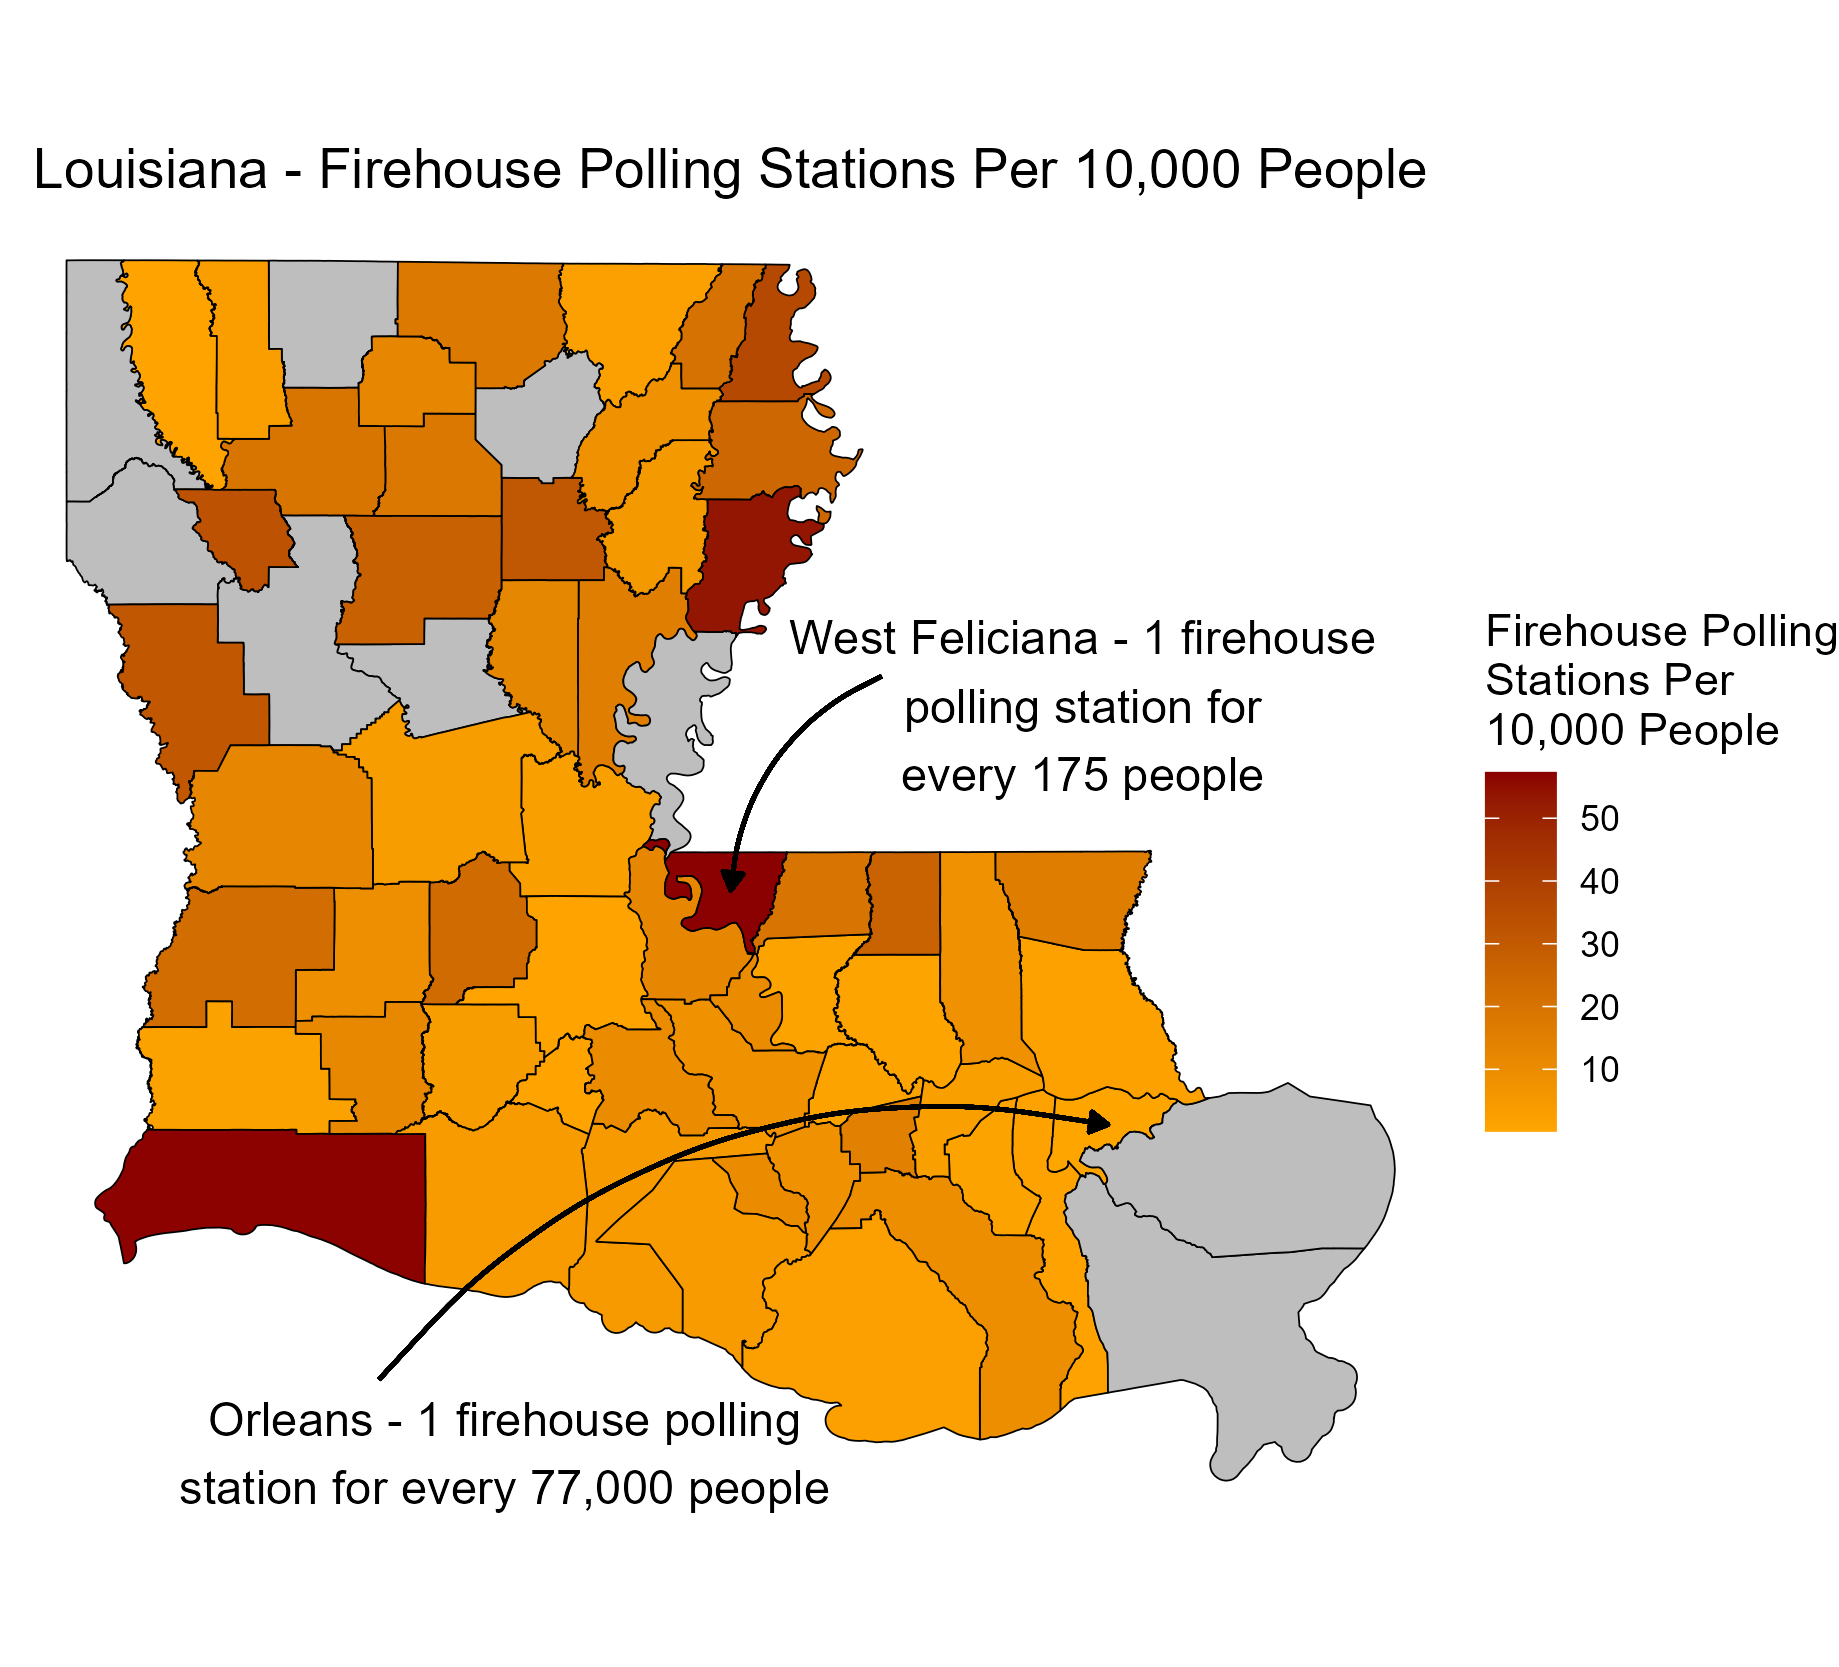 Louisiana - Firehouse Polling Stations Per 10,000 People
West Feliciana - 1 firehouse
polling station for
every 175 people
Firehouse Polling
Stations Per
10,000 People
50
40
30
20
10
Orleans - 1 firehouse polling
station for every 77,000 people